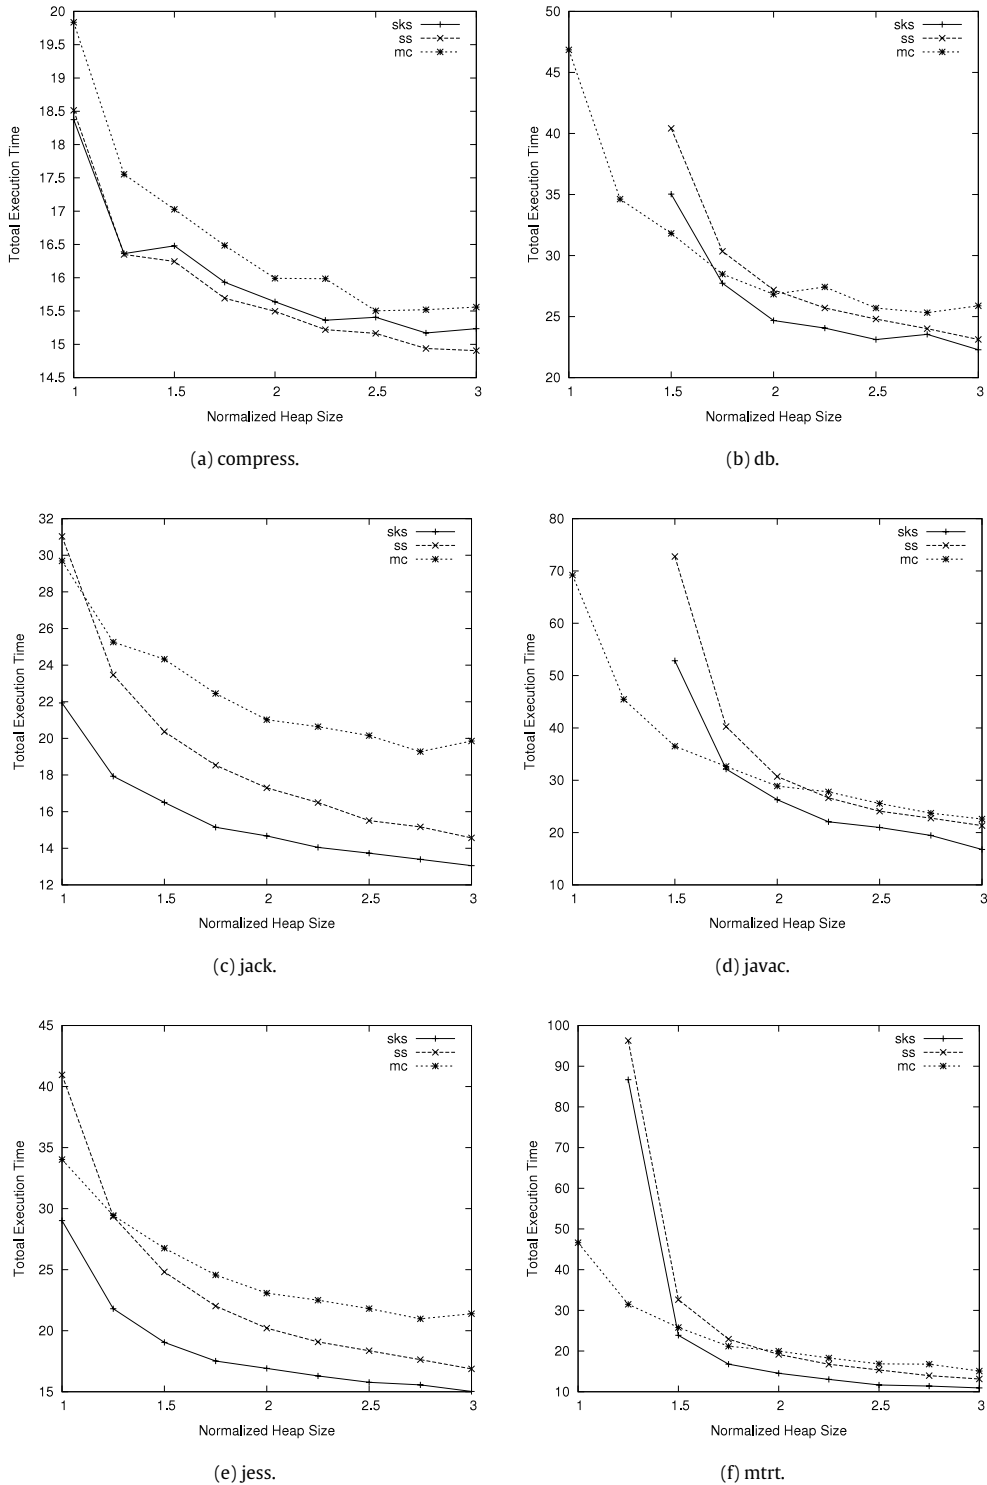 20
19.5
19
18.5
18
17.5
17
16.5
16
15.5
15
14.5
1
1.5
2
2.5
3
Totoal Execution Time
Normalized Heap Size
sks
ss
mc
(a) compress.
50
45
40
35
30
25
20
1
1.5
2
2.5
3
Totoal Execution Time
Normalized Heap Size
sks
ss
mc
(b) db.
32
30
28
26
24
22
20
18
16
14
12
1
1.5
2
2.5
3
Totoal Execution Time
Normalized Heap Size
sks
ss
mc
(c) jack.
80
70
60
50
40
30
20
10
1
1.5
2
2.5
3
Totoal Execution Time
Normalized Heap Size
sks
ss
mc
(d) javac.
45
40
35
30
25
20
15
1
1.5
2
2.5
3
Totoal Execution Time
Normalized Heap Size
sks
ss
mc
(e) jess.
100
90
80
70
60
50
40
30
20
10
1
1.5
2
2.5
3
Totoal Execution Time
Normalized Heap Size
sks
ss
mc
(f) mtrt.